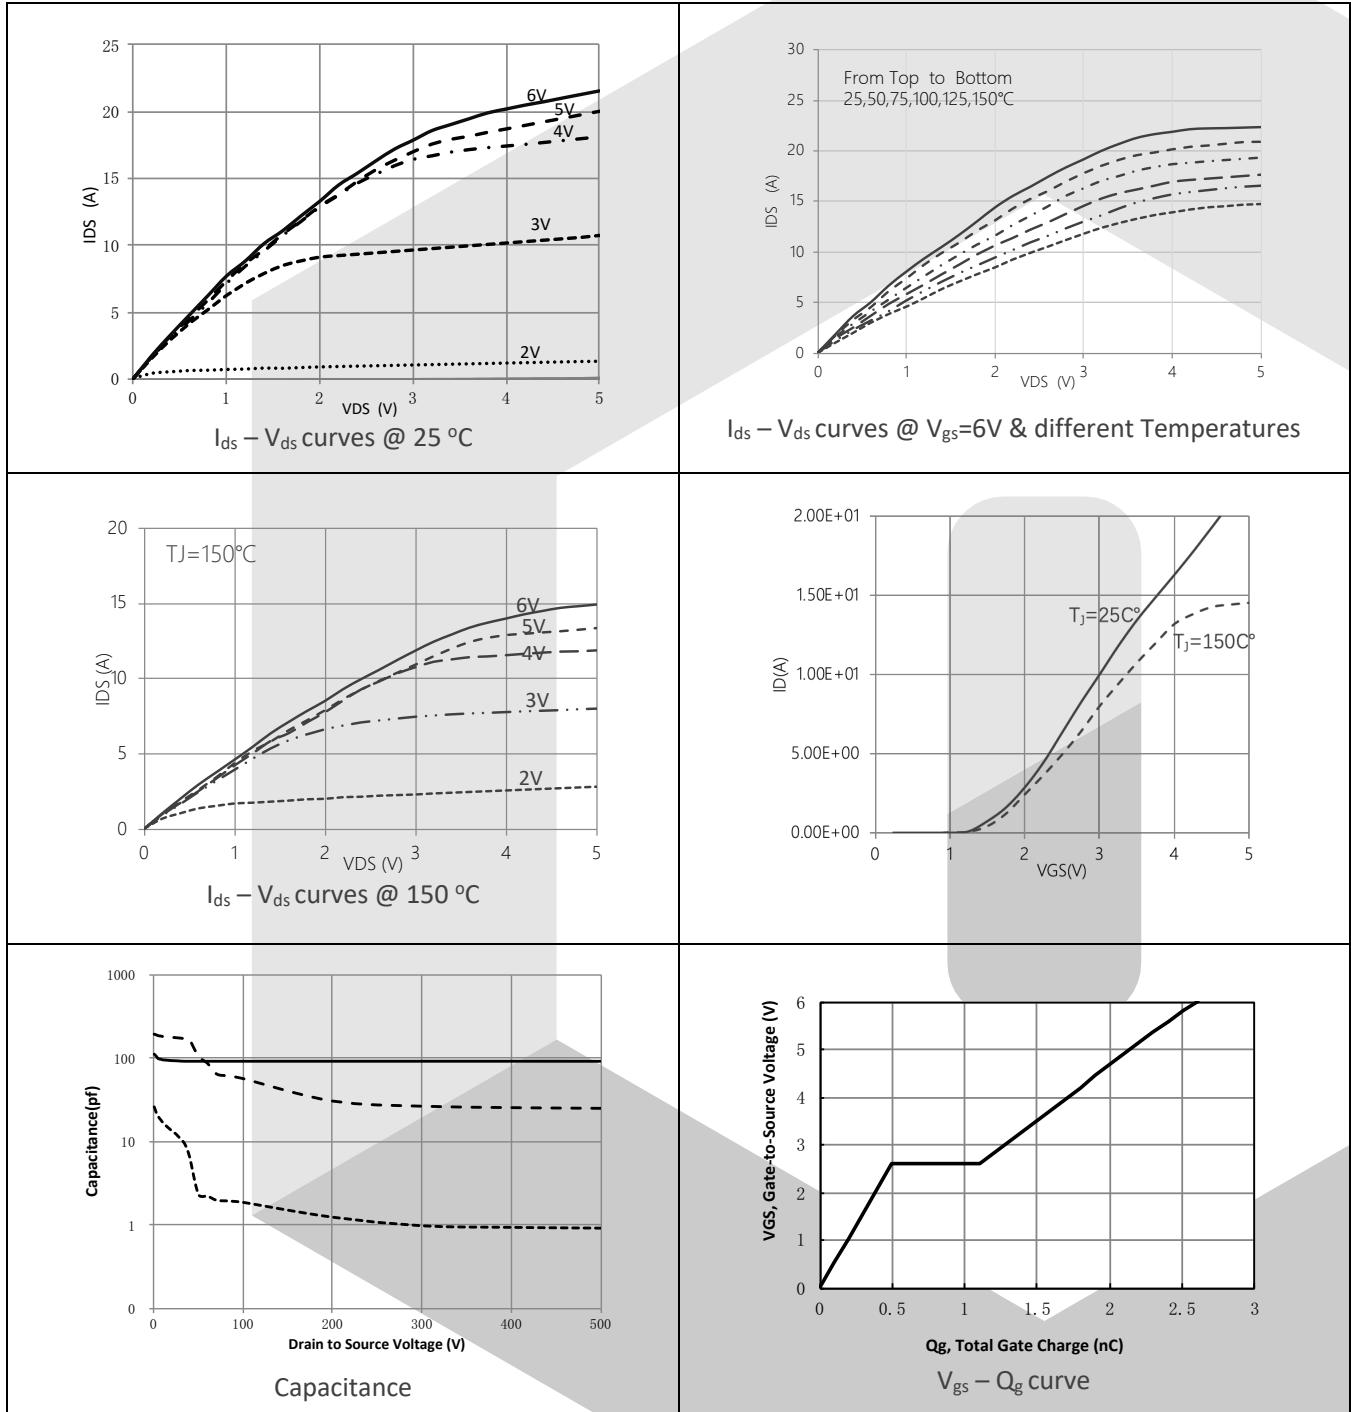 25
20
15
10
5
0
IDS (A)
6V
5V
4V
3V
2V
0 1 2 3 4 5
VDS (V)
Ids – Vds curves @ 25 °C
30
25
20
15
10
5
0
IDS (A)
From Top to Bottom
25,50,75,100,125,150℃
0 1 2 3 4 5
VDS (V)
Ids – Vds curves @ Vgs=6V & different Temperatures
20
15
10
5
0
IDS (A)
TJ=150℃
6V
5V
4V
3V
2V
0 1 2 3 4 5
VDS (V)
Ids – Vds curves @ 150 °C
2.00E+01
1.50E+01
1.00E+01
5.00E+00
0.00E+00
ID(A)
TJ=25C°
TJ=150C°
0 1 2 3 4 5
VGS(V)
1000
100
10
1
0
Capacitance(pf)
0 100 200 300 400 500
Drain to Source Voltage (V)
Capacitance
6
5
4
3
2
1
0
VGS, Gate-to-Source Voltage (V)
0 0.5 1 1.5 2 2.5 3
Qg, Total Gate Charge (nC)
Vgs – Qg curve